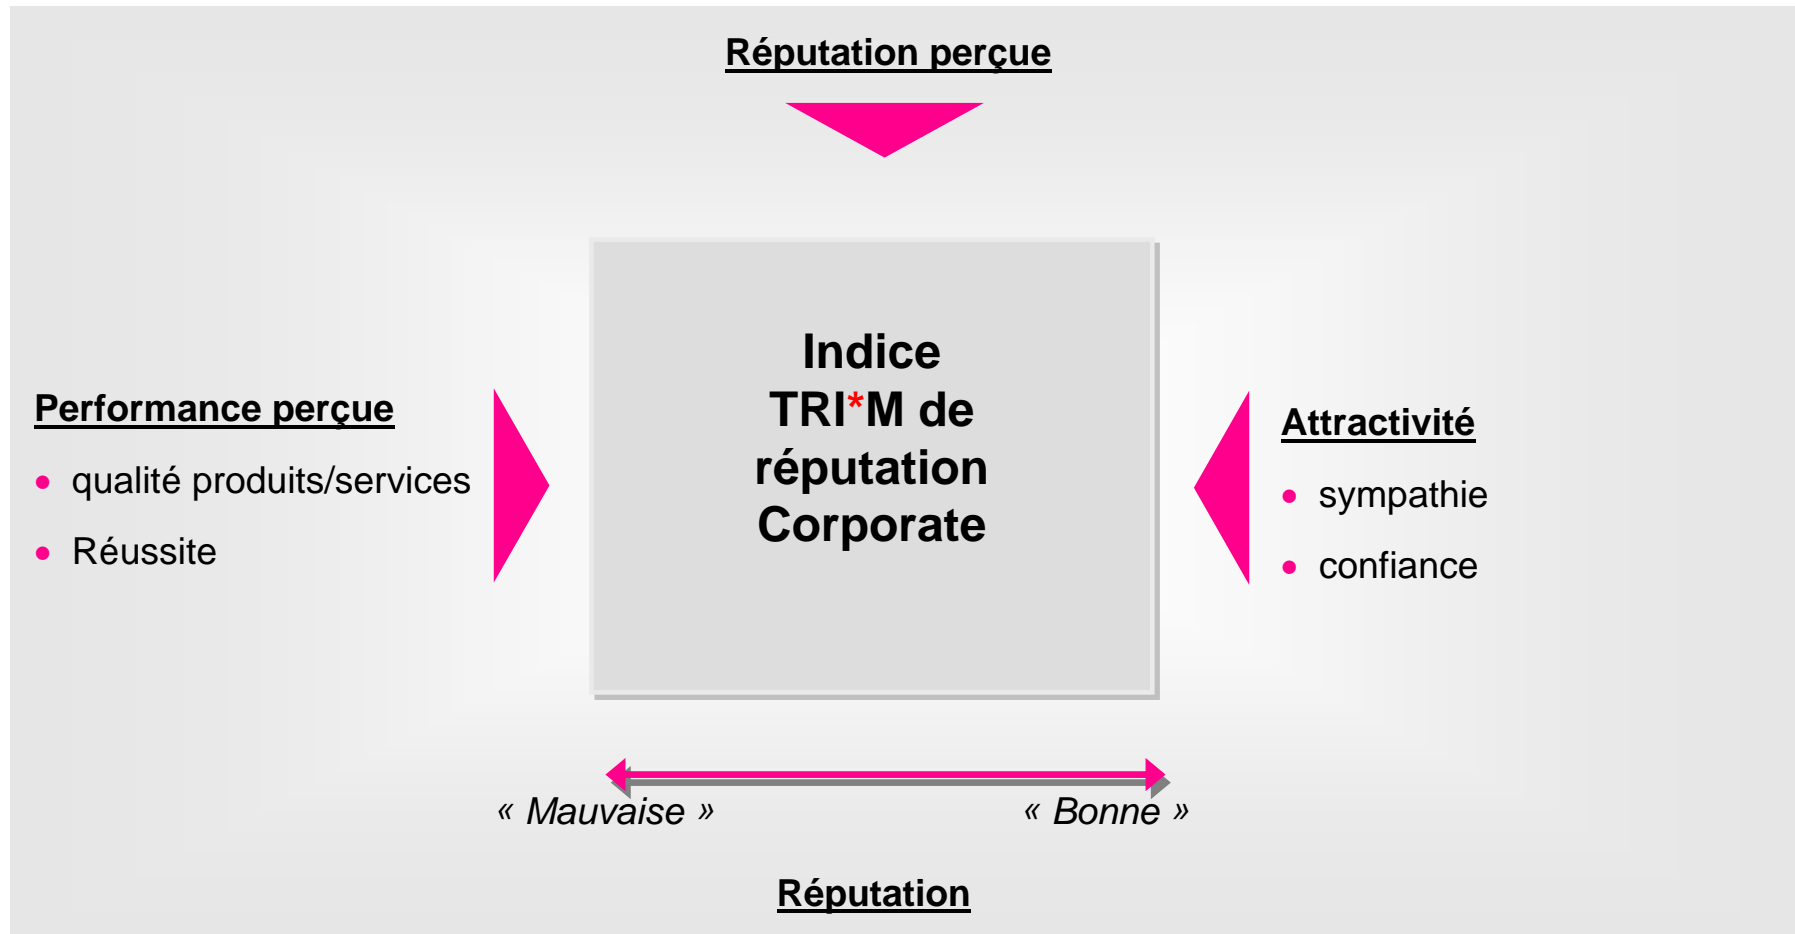 Réputation perçue
Indice
TRI*M de
réputation
Corporate
Performance perçue
• qualité produits/services
• Réussite
Attractivité
• sympathie
• confiance
« Mauvaise »
« Bonne »
Réputation